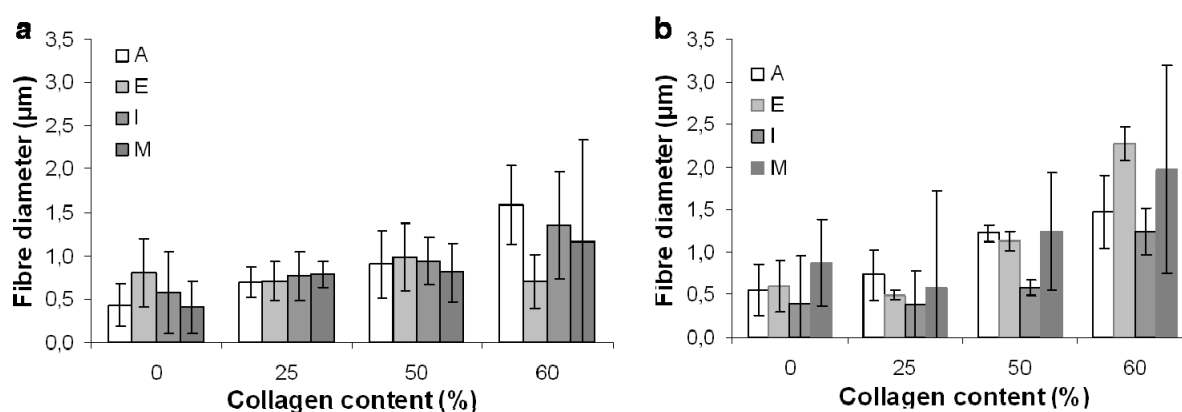 a
Fibre diameter (µm)
3,5
3,0
2,5
2,0
1,5
1,0
0,5
0,0
A
E
I
M
0 25 50 60
Collagen content (%)
b
Fibre diameter (µm)
3,5
3,0
2,5
2,0
1,5
1,0
0,5
0,0
A
E
I
M
0 25 50 60
Collagen content (%)